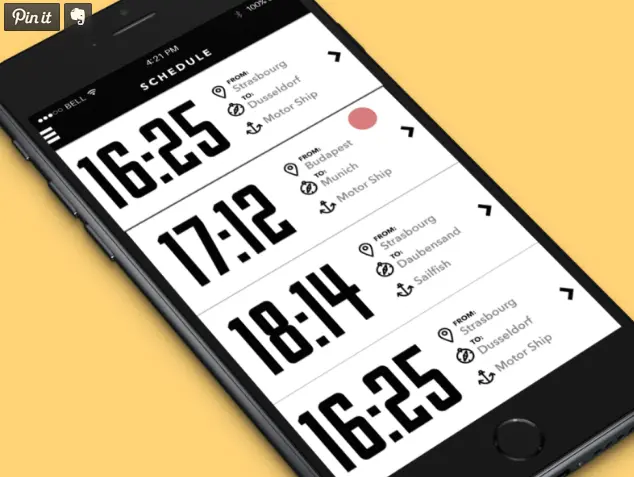 Pin it
BELL
4:21 PM
100%
SCHEDULE
16:25
FROM:
Strasbourg
TO:
Dusseldorf
Motor Ship
17:12
FROM:
Budapest
TO:
Munich
Motor Ship
18:14
FROM:
Strasbourg
TO:
Daubensand
Sailfish
16:25
FROM:
Strasbourg
TO:
Dusseldorf
Motor Ship